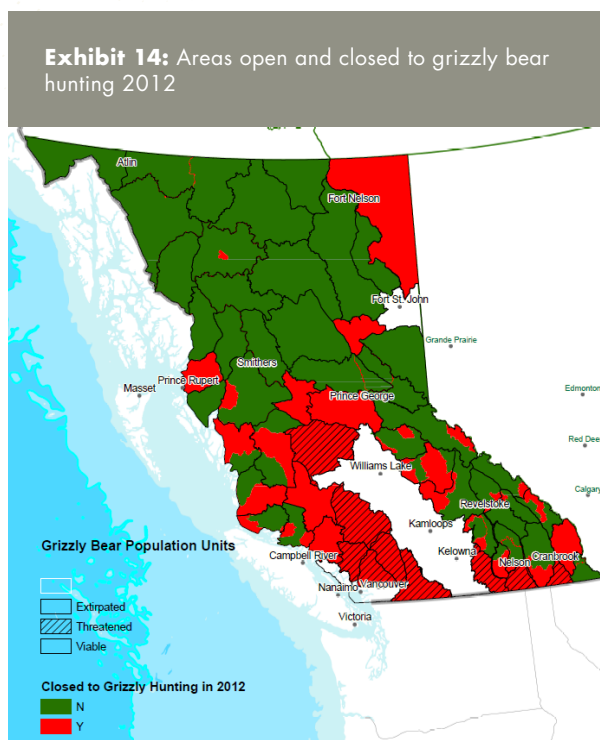 Exhibit 14: Areas open and closed to grizzly bear
hunting 2012
Atlin
Fort Nelson
Fort St. John
Grande Prairie
Smithers
Prince Rupert
Masset
Prince George
Edmonton
Red Deer
Williams Lake
Calgary
Revelstoke
Kamloops
Kelowna
Cranbrook
Nelson
Campbell River
Nanaimo
Vancouver
Victoria
Grizzly Bear Population Units
Extirpated
Threatened
Viable
Closed to Grizzly Hunting in 2012
N
Y